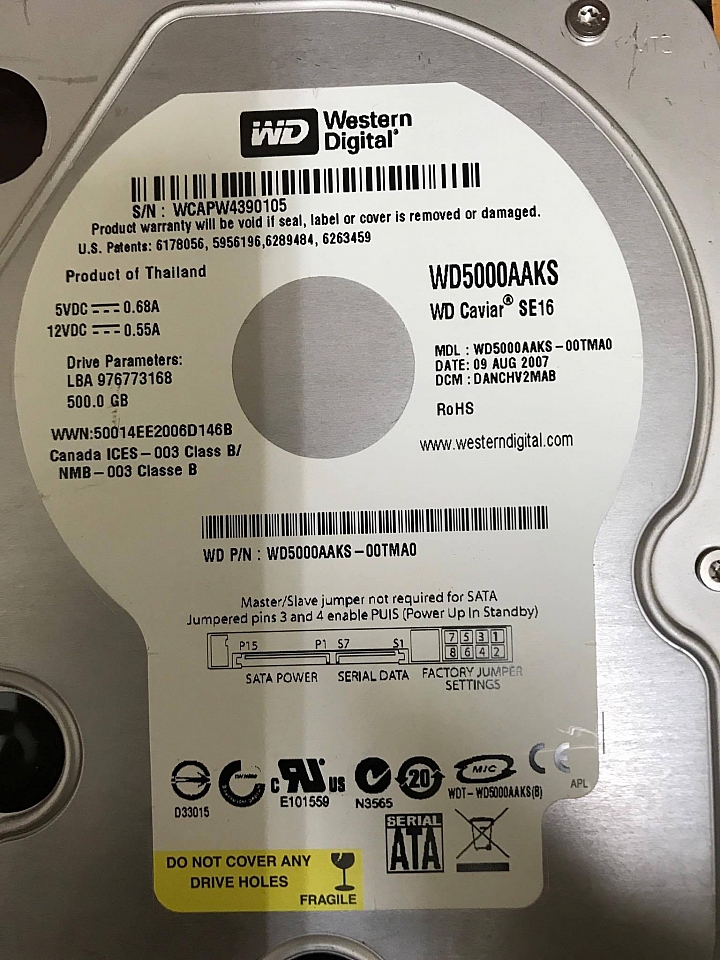 WD Western
Digital®
S/N : WCAPW4390105
Product warranty will be void if seal, label or cover is removed or damaged.
U.S. Patents: 6178056, 5956196,6289484, 6263459
Product of Thailand
5VDC 0.68A
12VDC 0.55A
Drive Parameters:
LBA 976773168
500.0 GB
WWN:50014EE2006D146B
Canada ICES-003 Class B/
NMB-003 Classe B
WD5000AAKS
WD Caviar® SE16
MDL : WD5000AAKS-00TMA0
DATE: 09 AUG 2007
DCM : DANCHV2MAB
RoHS
www.westerndigital.com
WD P/N : WD5000AAKS-00TMA0
Master/Slave jumper not required for SATA
Jumpered pins 3 and 4 enable PUIS (Power Up In Standby)
P15 P1 S7 S1
7 5 3 1
8 6 4 2
SATA POWER SERIAL DATA FACTORY JUMPER
SETTINGS
D33015
c RU US
E101559
N3565
20
MIC
WDT-WD5000AAKS(B)
CE
APL
SERIAL
ATA
DO NOT COVER ANY
DRIVE HOLES
FRAGILE